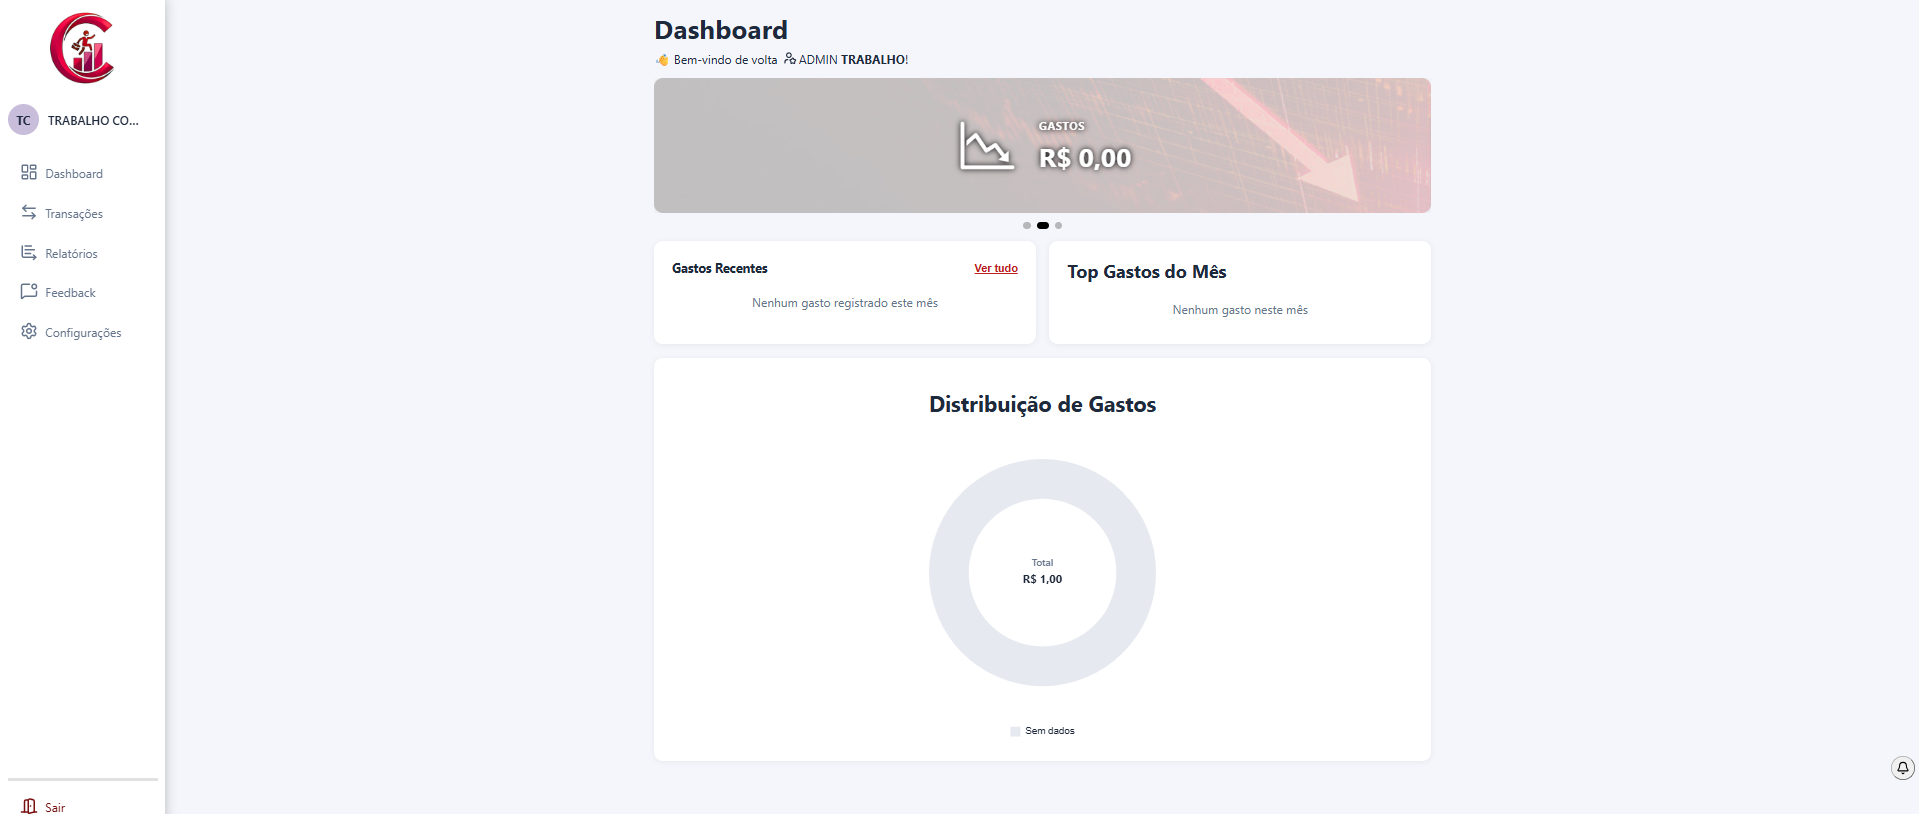 TC
TRABALHO CO...
Dashboard
Transações
Relatórios
Feedback
Configurações
Sair
Dashboard
Bem-vindo de volta ADMIN TRABALHO!
GASTOS
R$ 0,00
Gastos Recentes
Ver tudo
Nenhum gasto registrado este mês
Top Gastos do Mês
Nenhum gasto neste mês
Distribuição de Gastos
Total
R$ 1,00
Sem dados